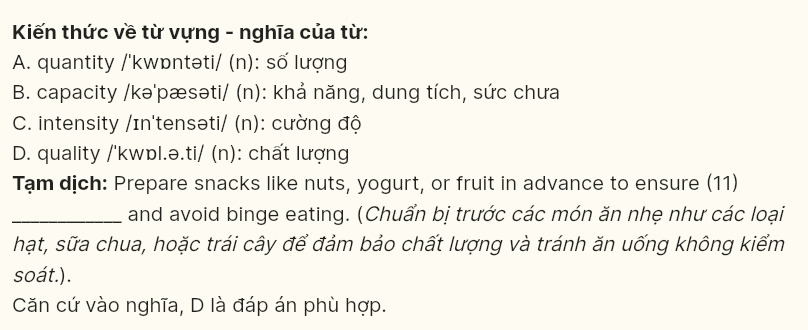 Kiến thức về từ vựng - nghĩa của từ:
A. quantity /ˈkwɒntəti/ (n): số lượng
B. capacity /kəˈpæsəti/ (n): khả năng, dung tích, sức chưa
C. intensity /ɪnˈtensəti/ (n): cường độ
D. quality /ˈkwɒl.ə.ti/ (n): chất lượng
Tạm dịch: Prepare snacks like nuts, yogurt, or fruit in advance to ensure (11)
____________ and avoid binge eating. (Chuẩn bị trước các món ăn nhẹ như các loại
hạt, sữa chua, hoặc trái cây để đảm bảo chất lượng và tránh ăn uống không kiểm
soát.).
Căn cứ vào nghĩa, D là đáp án phù hợp.